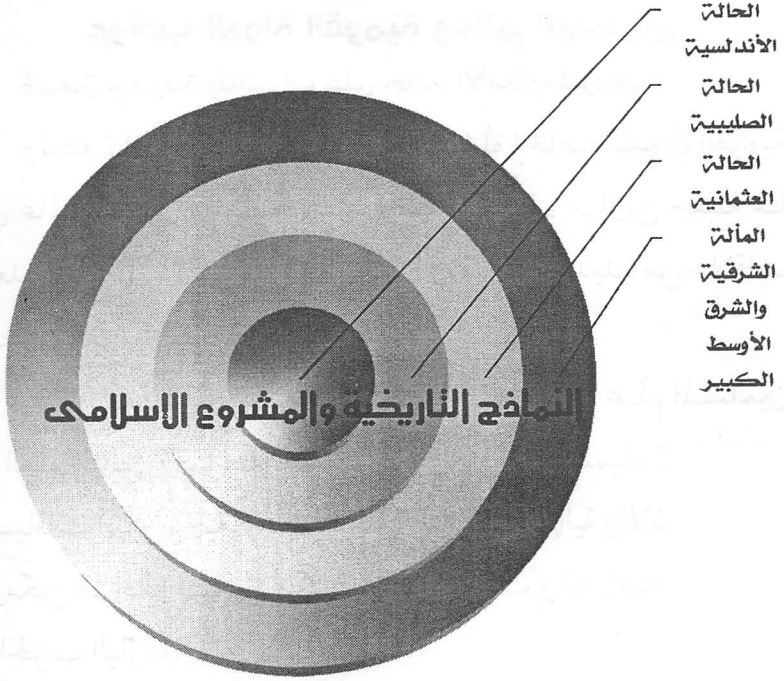 الحالة
الأندلسية
الحالة
الصليبية
الحالة
العثمانية
المألة
الشرقية
والشرق
الأوسط
الكبير
النماذج التاريخية والمشروع الإسلامى